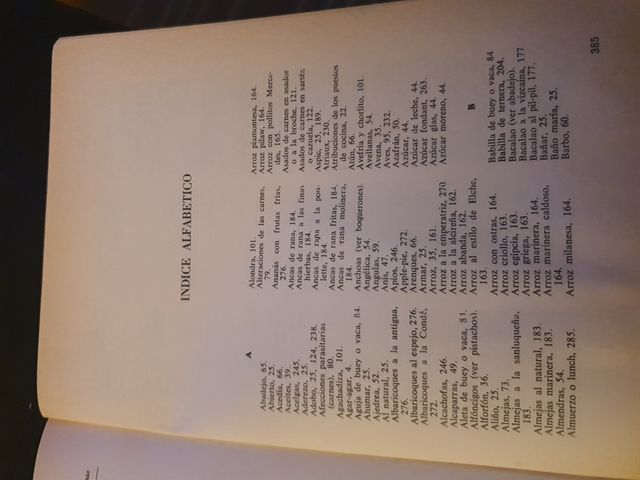 INDICE ALFABETICO
A
Abadejo, 65.
Abierto, 25.
Acedía, 66.
Aceites, 39.
Acelgas, 245.
Aderezo, 25.
Adobo, 25, 124, 238.
Afecciones parasitarias
(carnes), 80.
Agachadiza, 101.
Agar-agar, 4.
Aguja de buey o vaca, 84.
Ahumar, 25.
Ajedrea, 52.
Al natural, 25.
Albaricoques a la antigua,
276.
Albaricoques al espejo, 276.
Albaricoques a la Condé,
272.
Alcachofas, 246.
Alcaparras, 49.
Aleta de buey o vaca, 84.
Alfóncigos (ver pistachos).
Alforfón, 36.
Aliño, 25.
Almejas, 73.
Almejas a la sanluqueña,
183.
Almejas al natural, 183.
Almejas marinera, 183.
Almendras, 54.
Almuerzo o lunch, 285.
Alondra, 101.
Alteraciones de las carnes,
79.
Ananás con frutas frías,
276.
Ancas de rana, 184.
Ancas de rana a las finas
hierbas, 184.
Ancas de rana a la pou-
lette, 184.
Ancas de rana fritas, 184.
Ancas de rana molinera,
184.
Anchoas (ver boquerones).
Angélica, 54.
Angulas, 59.
Anís, 47.
Apios, 246.
Apple-pie, 272.
Arenques, 66.
Armar, 25.
Arroz, 35, 161.
Arroz a la emperatriz, 270.
Arroz a la alcireña, 162.
Arroz abanda, 162.
Arroz al estilo de Elche,
163.
Arroz con ostras, 164.
Arroz criollo, 163.
Arroz egipcia, 163.
Arroz griega, 163.
Arroz marinera, 164.
Arroz marinera caldoso,
164.
Arroz milanesa, 164.
Arroz piamontesa, 164.
Arroz pilaw, 164.
Arroz con pollitos Merce-
des, 165.
Asados de carnes en asador
o a la broche, 121.
Asados de carnes en sartén
o cazuela, 122.
Aspic, 25, 189.
Atriaux, 230.
Atribuciones de los puestos
de cocina, 22.
Atún, 66.
Avefría y chorlito, 101.
Avellanas, 54.
Avena, 35.
Aves, 95, 232.
Azafrán, 50.
Azúcar, 44.
Azúcar de leche, 44.
Azúcar fondant, 263.
Azúcar glas, 44.
Azúcar moreno, 44.
B
Babilla de buey o vaca, 84
Babilla de ternera, 204.
Bacalao (ver abadejo).
Bacalao a la vizcaína, 177
Bacalao al pil-pil, 177.
Bañar, 25.
Baño maría, 25.
Barbo, 60.
385